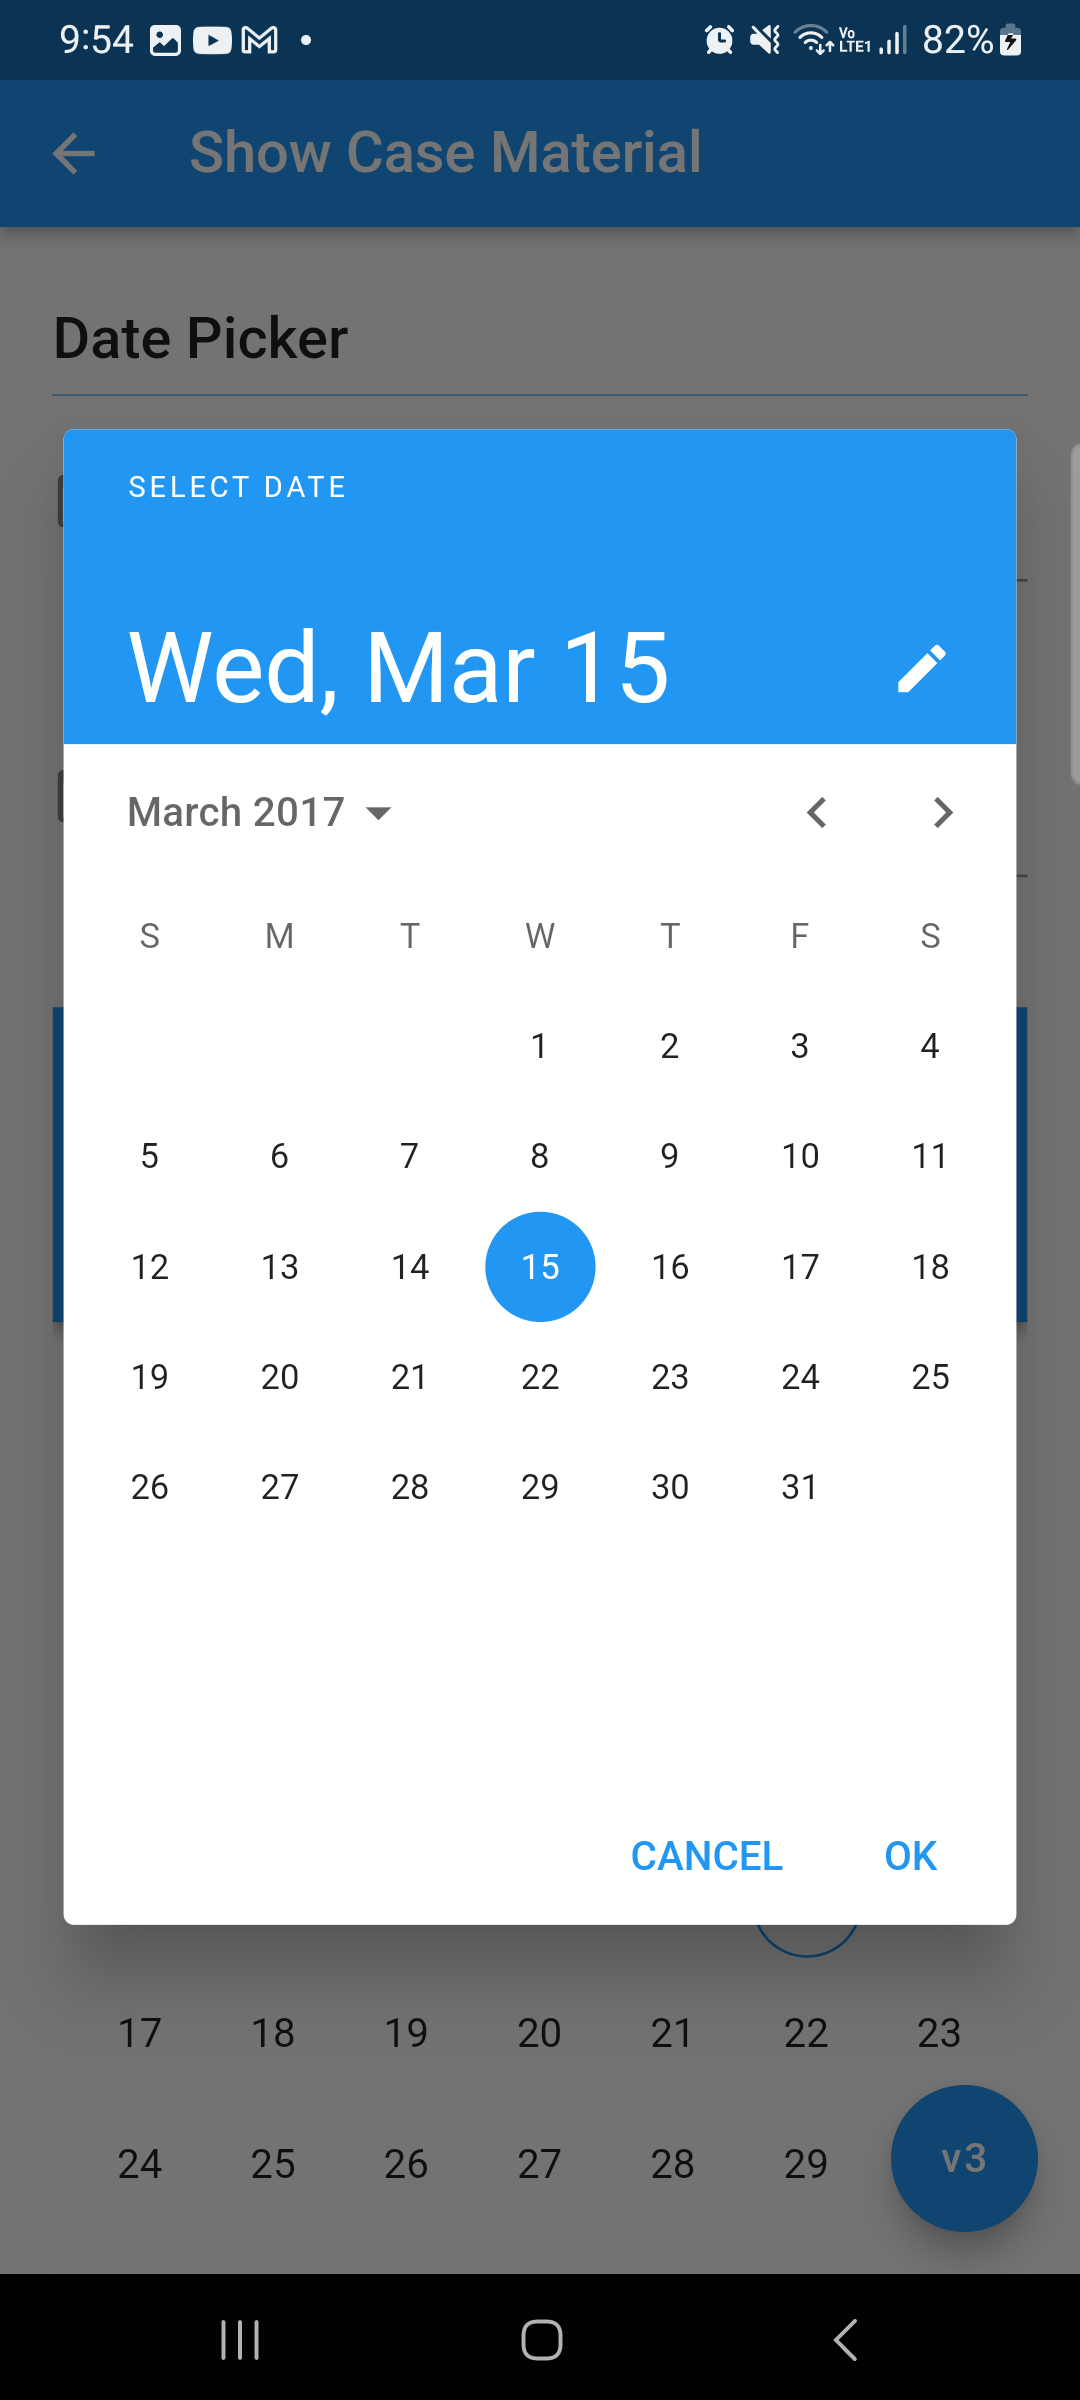 9:54 Vo LTE1 82%
Show Case Material
Date Picker
SELECT DATE
Wed, Mar 15
March 2017
S M T W T F S
1 2 3 4
5 6 7 8 9 10 11
12 13 14 15 16 17 18
19 20 21 22 23 24 25
26 27 28 29 30 31
CANCEL OK
17 18 19 20 21 22 23
24 25 26 27 28 29
v3